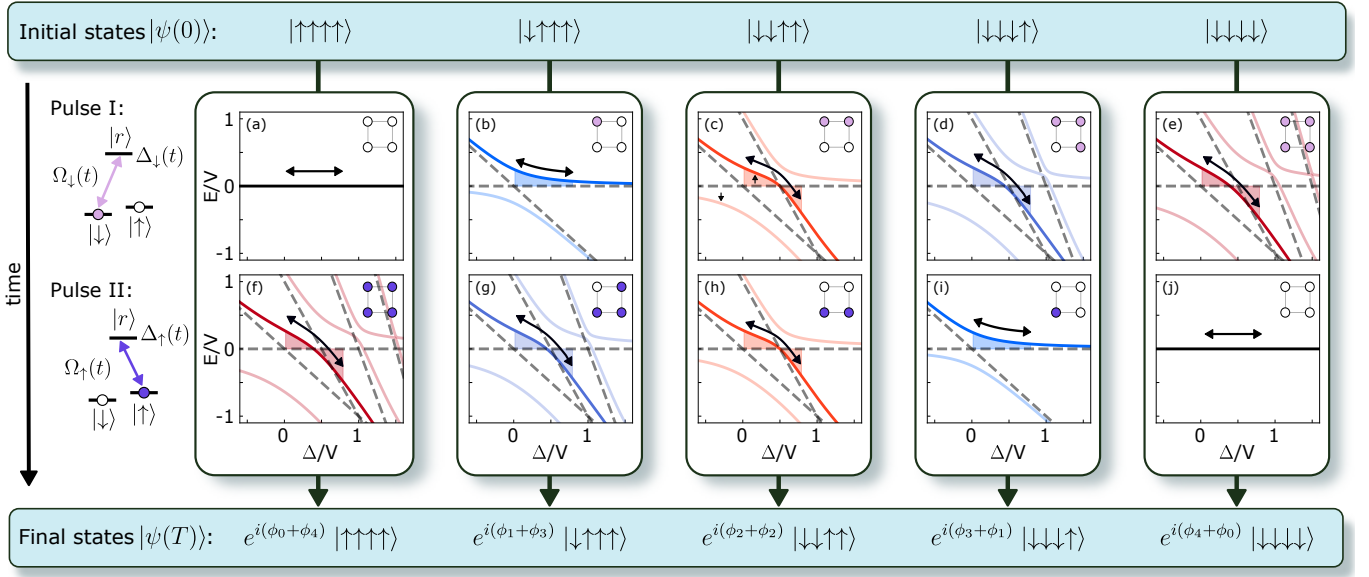 Initial states |ψ(0)⟩: |↑↑↑↑⟩ |↓↑↑↑⟩ |↓↓↑↑⟩ |↓↓↓↑⟩ |↓↓↓↓⟩
time
Pulse I:
|r⟩
Δ↓(t)
Ω↓(t)
|↓⟩ |↑⟩
Pulse II:
|r⟩
Δ↑(t)
Ω↑(t)
|↓⟩ |↑⟩
(a) (b) (c) (d) (e)
1
E/V 0
-1
(f) (g) (h) (i) (j)
1
E/V 0
-1
0 1 0 1 0 1 0 1 0 1
Δ/V Δ/V Δ/V Δ/V Δ/V
Final states |ψ(T)⟩: e^{i(ϕ₀+ϕ₄)} |↑↑↑↑⟩ e^{i(ϕ₁+ϕ₃)} |↓↑↑↑⟩ e^{i(ϕ₂+ϕ₂)} |↓↓↑↑⟩ e^{i(ϕ₃+ϕ₁)} |↓↓↓↑⟩ e^{i(ϕ₄+ϕ₀)} |↓↓↓↓⟩